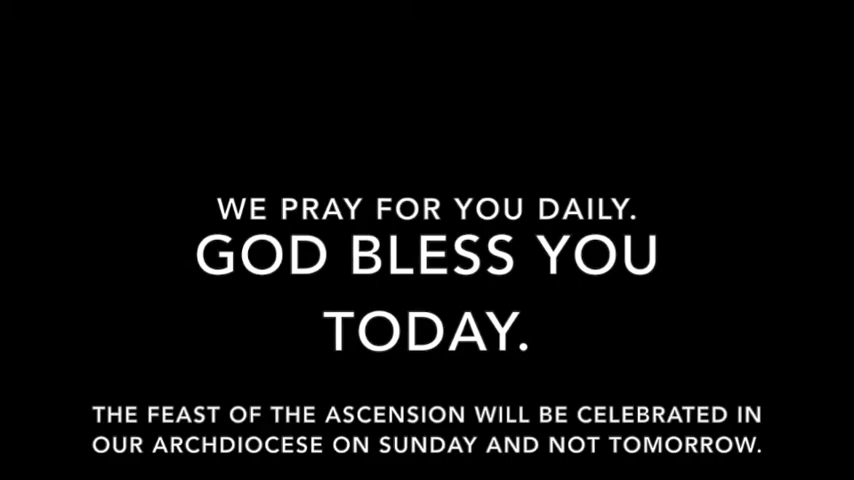 WE PRAY FOR YOU DAILY.
GOD BLESS YOU
TODAY.
THE FEAST OF THE ASCENSION WILL BE CELEBRATED IN
OUR ARCHDIOCESE ON SUNDAY AND NOT TOMORROW.